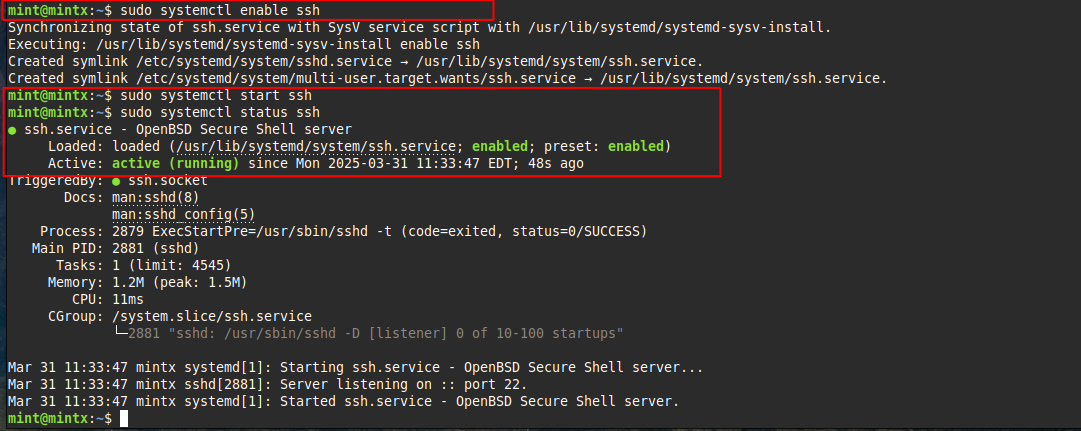 mint@mintx:~$ sudo systemctl enable ssh
Synchronizing state of ssh.service with SysV service script with /usr/lib/systemd/systemd-sysv-install.
Executing: /usr/lib/systemd/systemd-sysv-install enable ssh
Created symlink /etc/systemd/system/sshd.service → /usr/lib/systemd/system/ssh.service.
Created symlink /etc/systemd/system/multi-user.target.wants/ssh.service → /usr/lib/systemd/system/ssh.service.
mint@mintx:~$ sudo systemctl start ssh
mint@mintx:~$ sudo systemctl status ssh
● ssh.service - OpenBSD Secure Shell server
     Loaded: loaded (/usr/lib/systemd/system/ssh.service; enabled; preset: enabled)
     Active: active (running) since Mon 2025-03-31 11:33:47 EDT; 48s ago
TriggeredBy: ● ssh.socket
       Docs: man:sshd(8)
             man:sshd_config(5)
    Process: 2879 ExecStartPre=/usr/sbin/sshd -t (code=exited, status=0/SUCCESS)
   Main PID: 2881 (sshd)
      Tasks: 1 (limit: 4545)
     Memory: 1.2M (peak: 1.5M)
        CPU: 11ms
     CGroup: /system.slice/ssh.service
             └─2881 "sshd: /usr/sbin/sshd -D [listener] 0 of 10-100 startups"
Mar 31 11:33:47 mintx systemd[1]: Starting ssh.service - OpenBSD Secure Shell server...
Mar 31 11:33:47 mintx sshd[2881]: Server listening on :: port 22.
Mar 31 11:33:47 mintx systemd[1]: Started ssh.service - OpenBSD Secure Shell server.
mint@mintx:~$